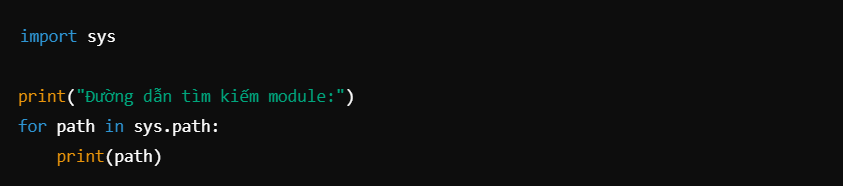 import sys

print("Đường dẫn tìm kiếm module:")
for path in sys.path:
    print(path)